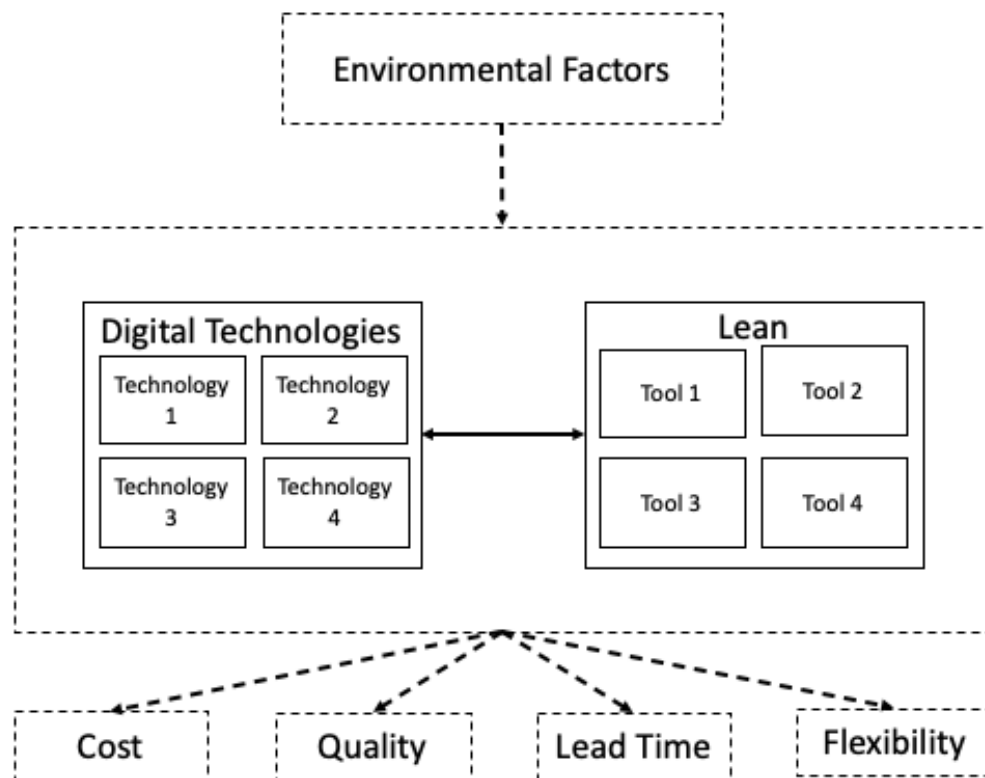 Environmental Factors
Digital Technologies
Technology
1
Technology
2
Technology
3
Technology
4
Lean
Tool 1
Tool 2
Tool 3
Tool 4
Cost
Quality
Lead Time
Flexibility